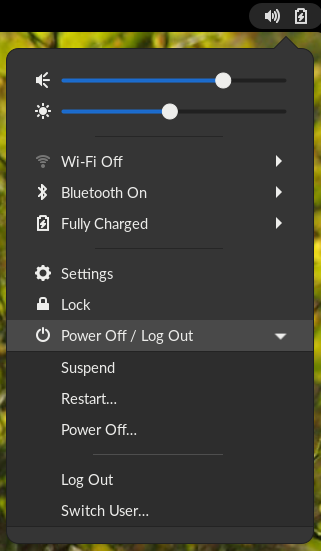 Wi-Fi Off
Bluetooth On
Fully Charged
Settings
Lock
Power Off / Log Out
Suspend
Restart...
Power Off...
Log Out
Switch User...